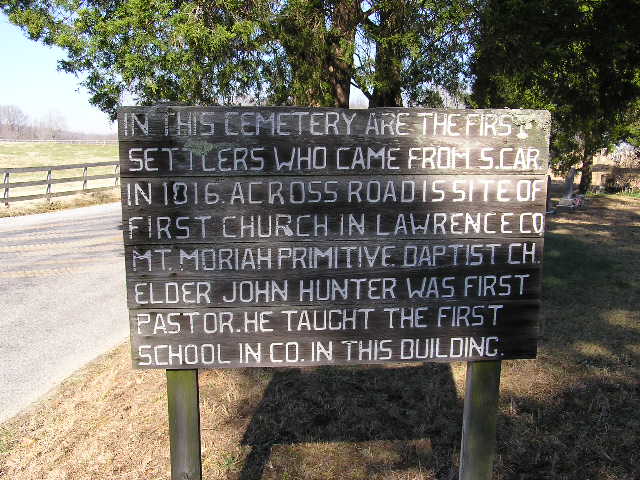 IN THIS CEMETERY ARE THE FIRST
SETTLERS WHO CAME FROM S.CAR.
IN 1816. ACROSS ROAD IS SITE OF
FIRST CHURCH IN LAWRENCE CO
MT MORIAH PRIMITIVE BAPTIST CH.
ELDER JOHN HUNTER WAS FIRST
PASTOR. HE TAUGHT THE FIRST
SCHOOL IN CO. IN THIS BUILDING.